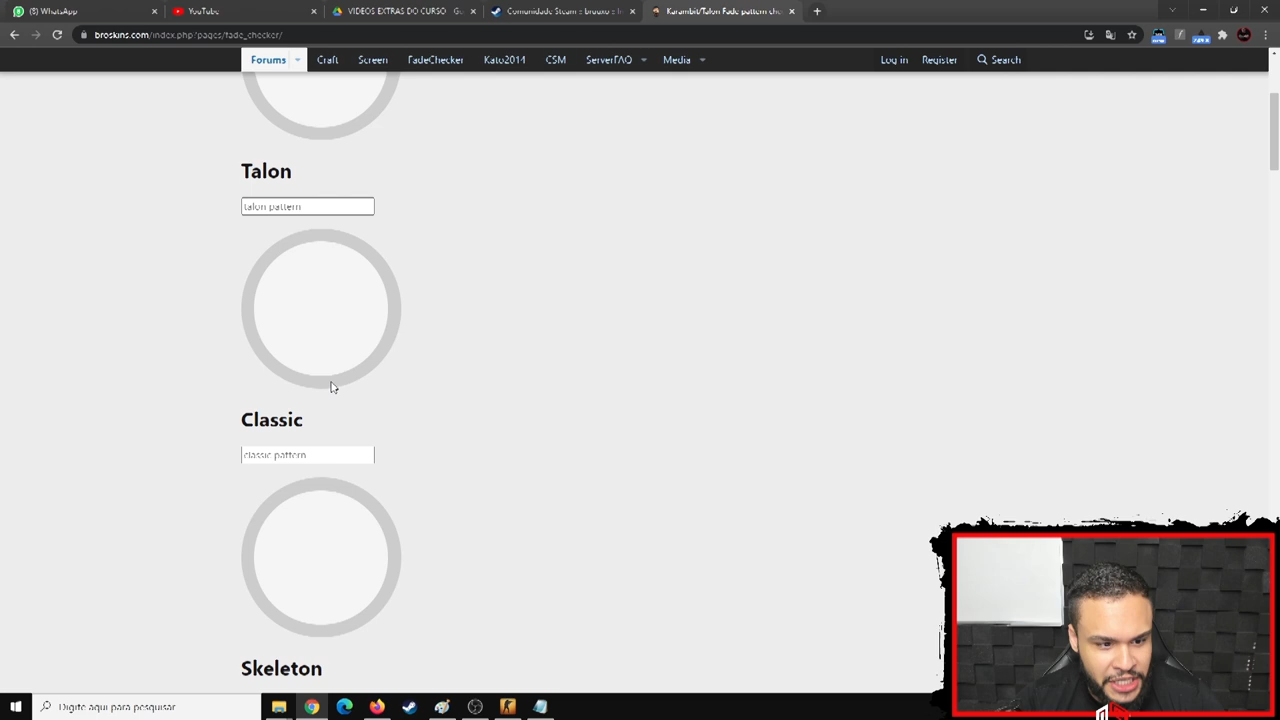 (8) WhatsApp
YouTube
VIDEOS EXTRAS DO CURSO - G
Comunidade Steam :: bruuxo :: I
Karambit/Talon Fade pattern che
broskins.com/index.php?pages/fade_checker/
Forums
Craft
Screen
FadeChecker
Kato2014
CSM
ServerFAQ
Media
Log in
Register
Search
Talon
talon pattern
Classic
classic pattern
Skeleton
Digite aqui para pesquisar